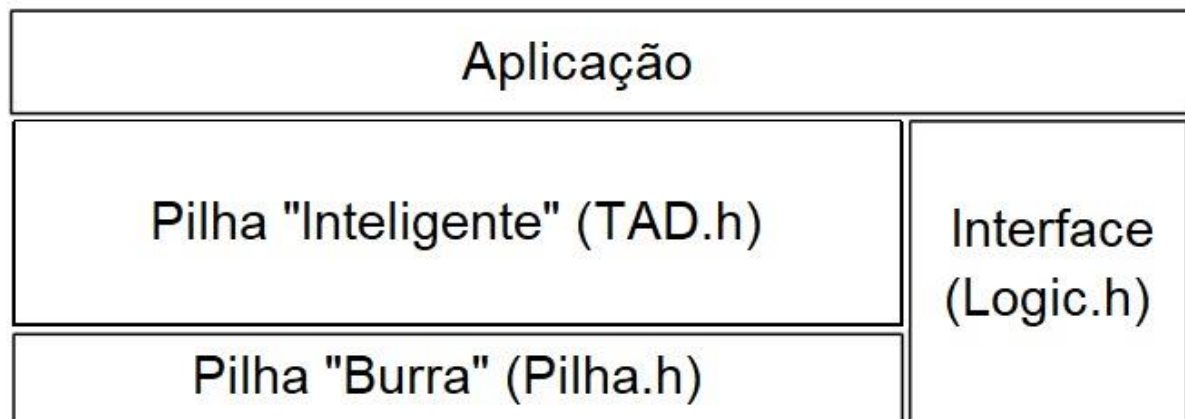 Aplicação
Pilha "Inteligente" (TAD.h)
Interface
(Logic.h)
Pilha "Burra" (Pilha.h)